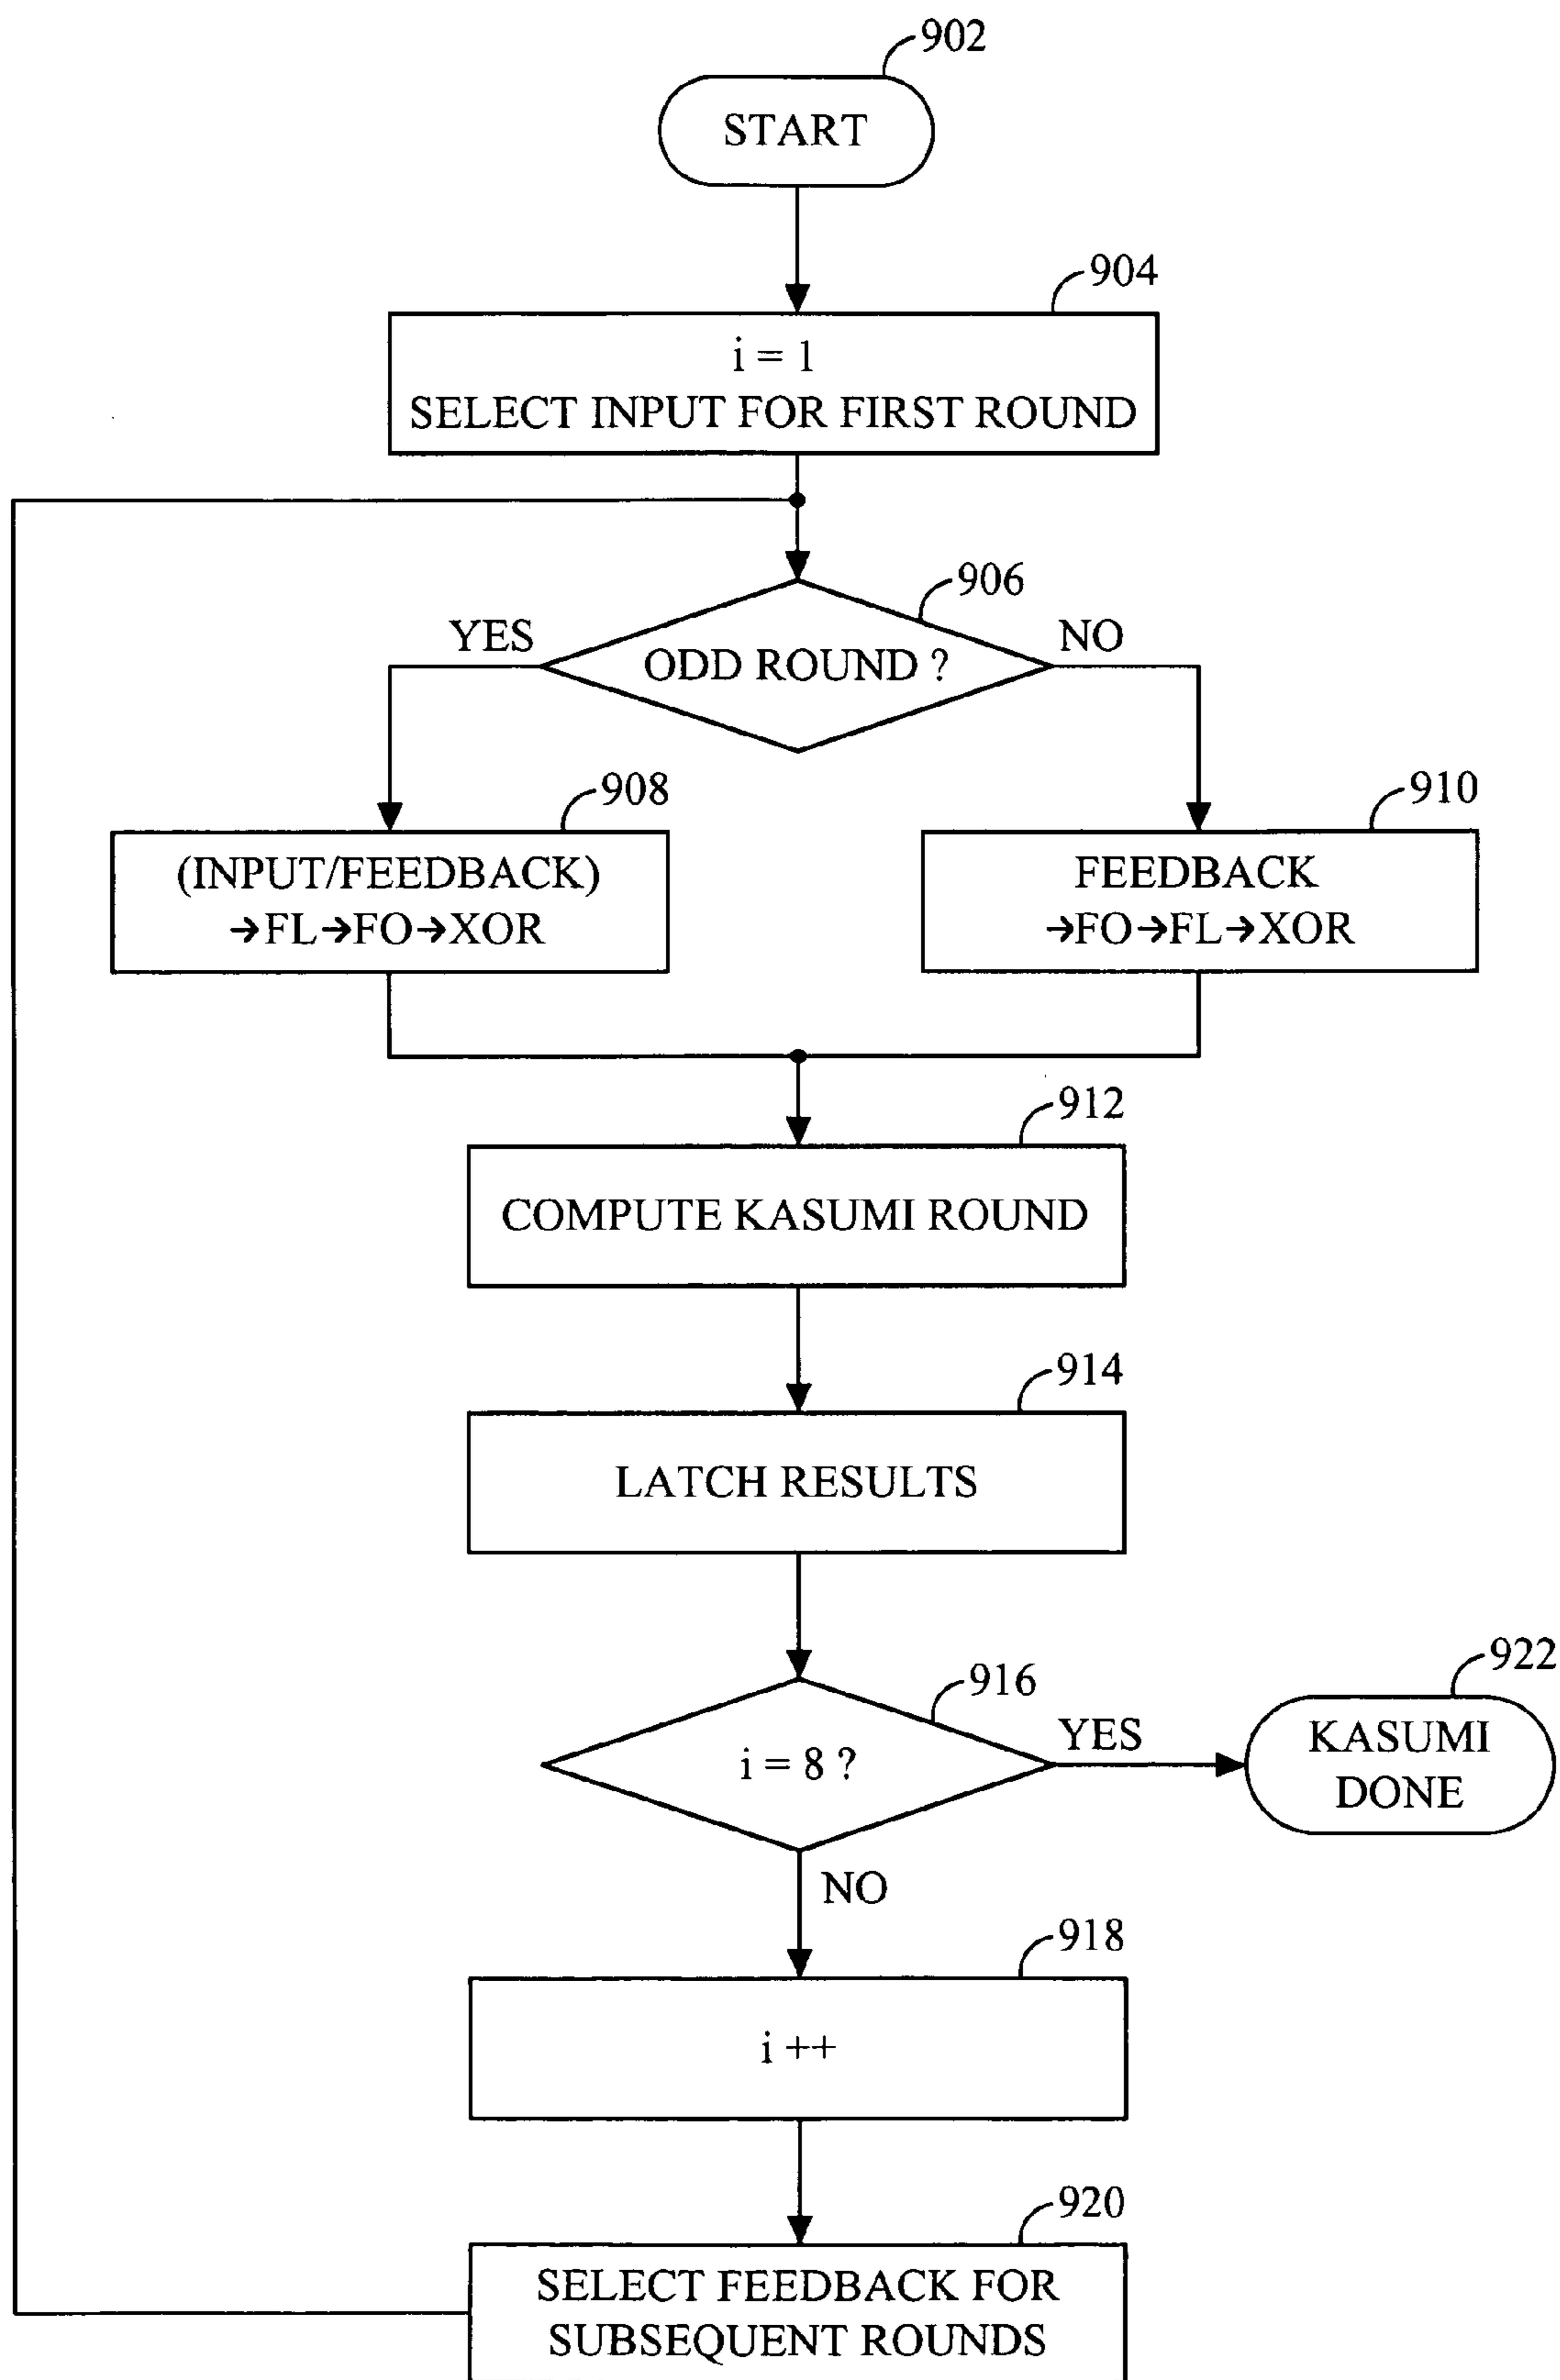 902
START
904
i = 1
SELECT INPUT FOR FIRST ROUND
906
YES
ODD ROUND ?
NO
908
(INPUT/FEEDBACK)
→FL→FO→XOR
910
FEEDBACK
→FO→FL→XOR
912
COMPUTE KASUMI ROUND
914
LATCH RESULTS
916
i = 8 ?
YES
922
KASUMI
DONE
NO
918
i ++
920
SELECT FEEDBACK FOR
SUBSEQUENT ROUNDS